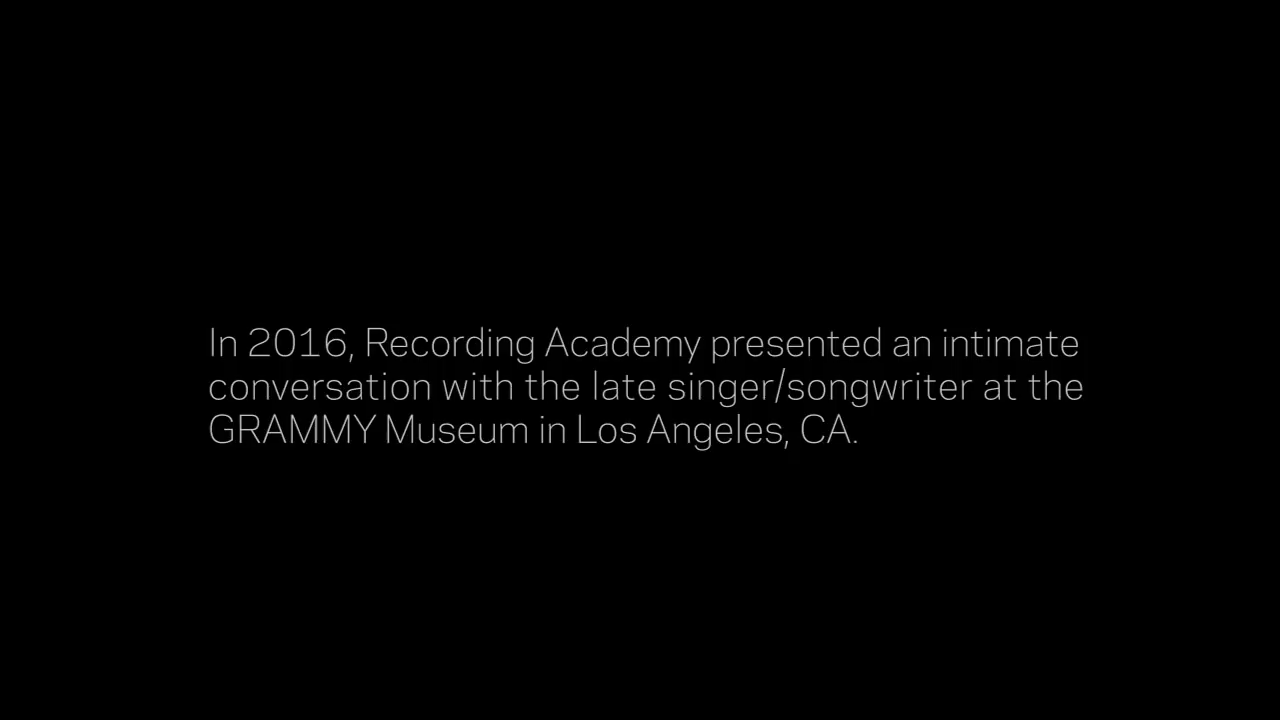 In 2016, Recording Academy presented an intimate
conversation with the late singer/songwriter at the
GRAMMY Museum in Los Angeles, CA.